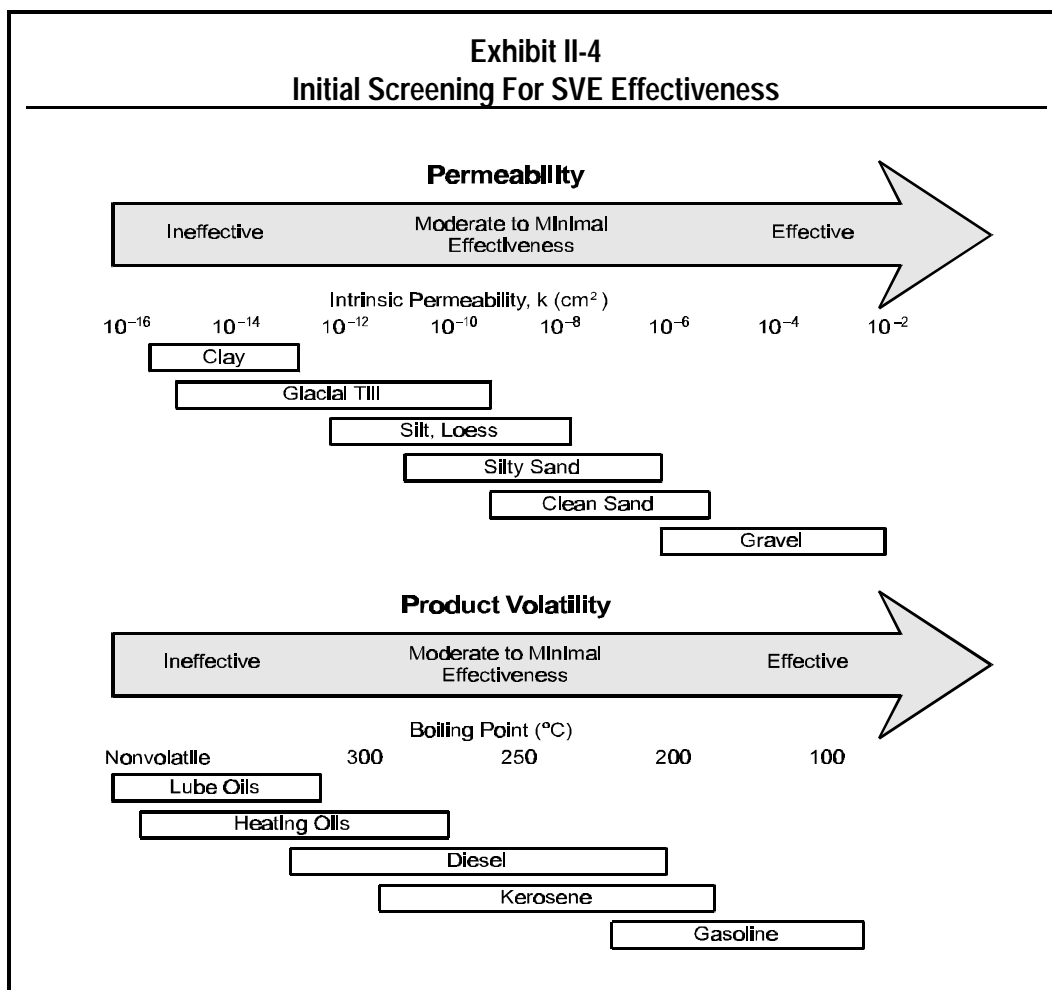 Exhibit II-4
Initial Screening For SVE Effectiveness
Permeability
Ineffective
Moderate to Minimal
Effectiveness
Effective
Intrinsic Permeability, k (cm²)
10⁻¹⁶ 10⁻¹⁴ 10⁻¹² 10⁻¹⁰ 10⁻⁸ 10⁻⁶ 10⁻⁴ 10⁻²
Clay
Glacial Till
Silt, Loess
Silty Sand
Clean Sand
Gravel
Product Volatility
Ineffective
Moderate to Minimal
Effectiveness
Effective
Boiling Point (°C)
Nonvolatile 300 250 200 100
Lube Oils
Heating Oils
Diesel
Kerosene
Gasoline